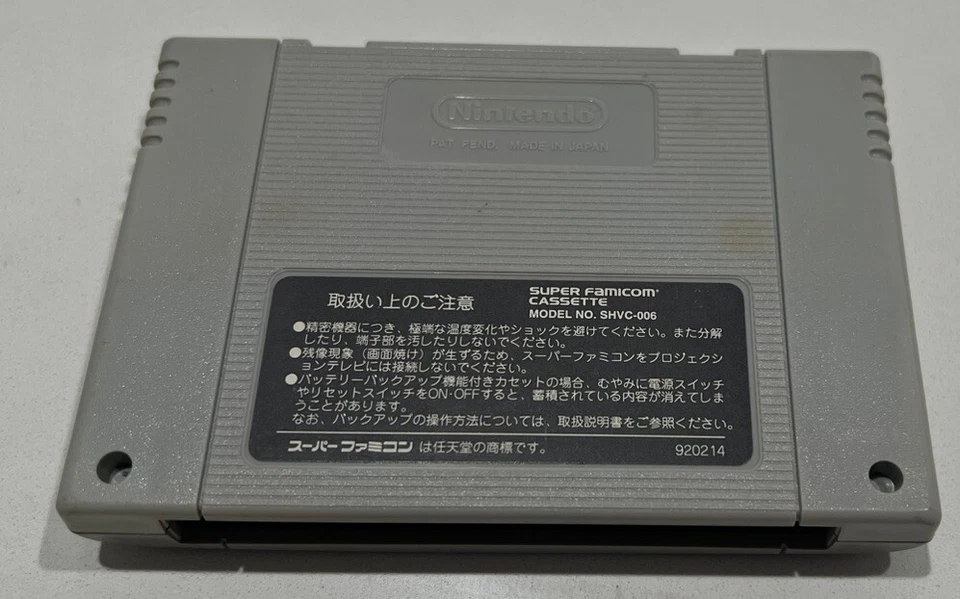 Nintendo
PAT. PEND. MADE IN JAPAN
取扱い上のご注意
SUPER FAMICOM
CASSETTE
MODEL NO. SHVC-006
●精密機器につき、極端な温度変化やショックを避けてください。また分解
したり、端子部を汚したりしないでください。
●残像現象（画面焼け）が生ずるため、スーパーファミコンをプロジェクシ
ョンテレビには接続しないでください。
●バッテリーバックアップ機能付きカセットの場合、むやみに電源スイッチ
やリセットスイッチをON・OFFすると、蓄積されている内容が消えてしま
うことがあります。
なお、バックアップの操作方法については、取扱説明書をご参照ください。
スーパーファミコン は任天堂の商標です。
920214